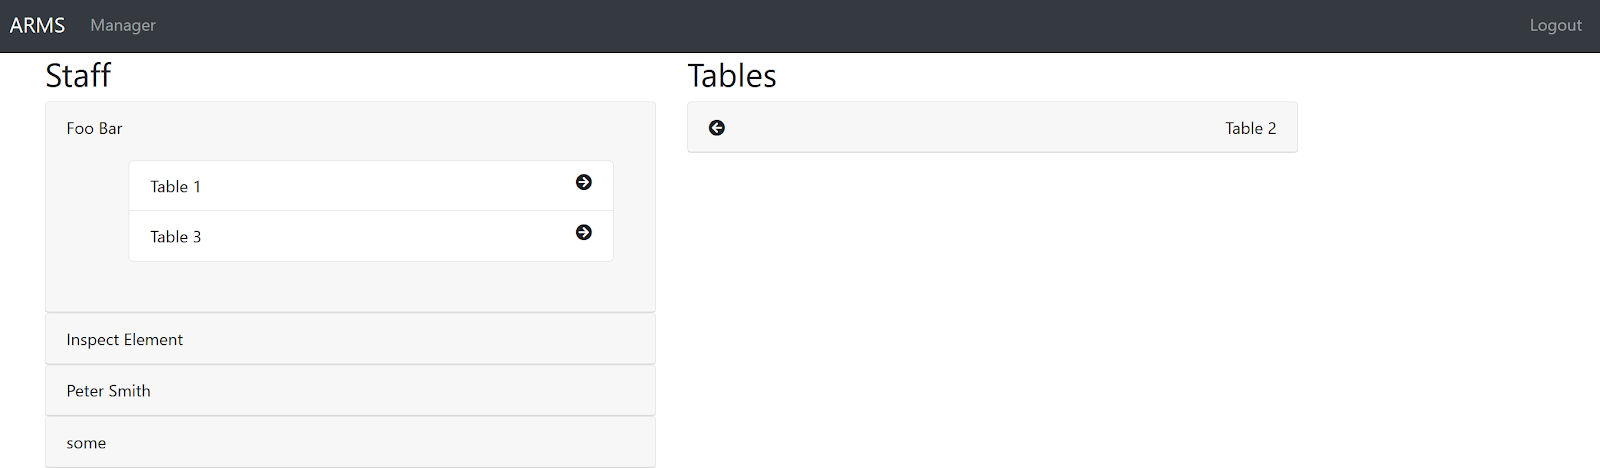 ARMS Manager Logout
Staff
Foo Bar
Table 1
Table 3
Inspect Element
Peter Smith
some
Tables
Table 2